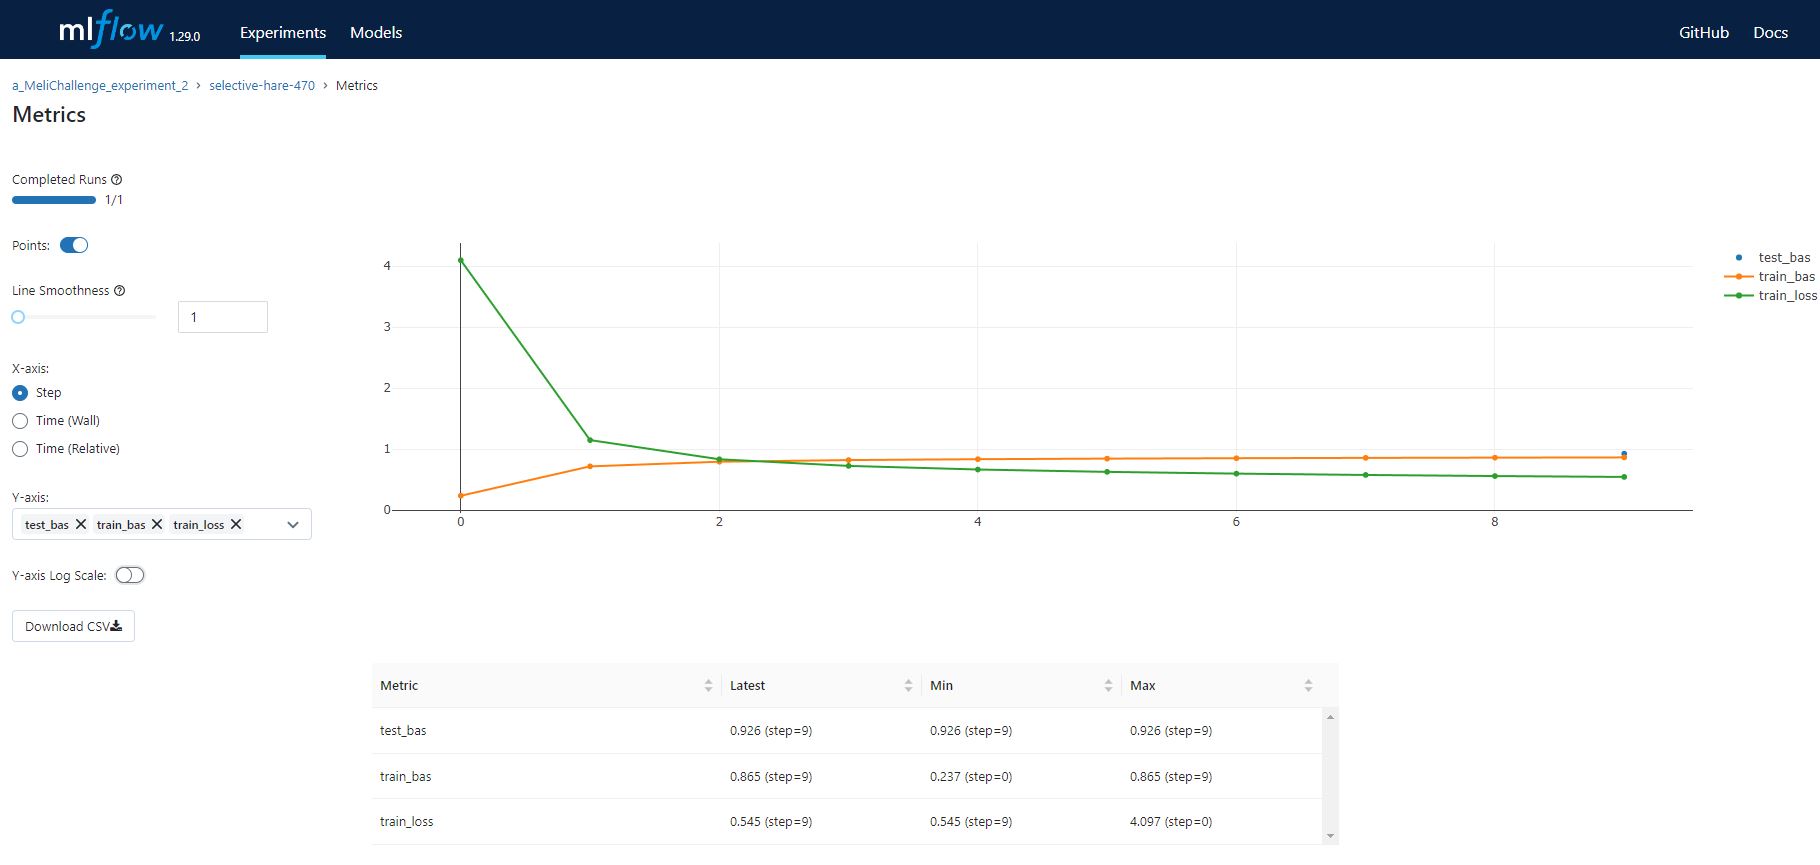 mlflow 1.29.0 Experiments Models GitHub Docs
a_MeliChallenge_experiment_2 › selective-hare-470 › Metrics
Metrics
Completed Runs
1/1
Points:
Line Smoothness
1
X-axis:
Step
Time (Wall)
Time (Relative)
Y-axis:
test_bas train_bas train_loss
Y-axis Log Scale:
Download CSV
4
3
2
1
0
0 2 4 6 8
test_bas
train_bas
train_loss
Metric Latest Min Max
test_bas 0.926 (step=9) 0.926 (step=9) 0.926 (step=9)
train_bas 0.865 (step=9) 0.237 (step=0) 0.865 (step=9)
train_loss 0.545 (step=9) 0.545 (step=9) 4.097 (step=0)